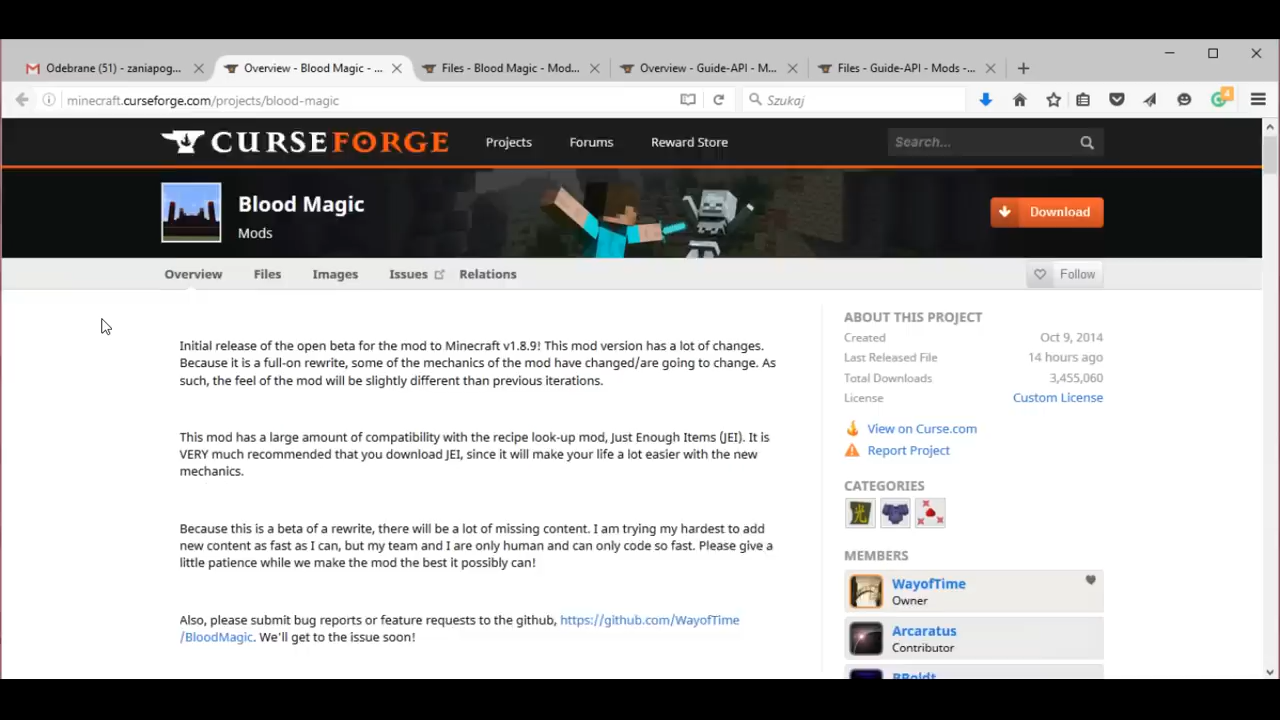 Odebrane (51) - zaniapog...
Overview - Blood Magic - ...
Files - Blood Magic - Mod...
Overview - Guide-API - M...
Files - Guide-API - Mods -...
minecraft.curseforge.com/projects/blood-magic
Szukaj
4
CURSEFORGE
Projects
Forums
Reward Store
Search...
Blood Magic
Mods
Download
Overview
Files
Images
Issues
Relations
Follow
Initial release of the open beta for the mod to Minecraft v1.8.9! This mod version has a lot of changes.
Because it is a full-on rewrite, some of the mechanics of the mod have changed/are going to change. As
such, the feel of the mod will be slightly different than previous iterations.
This mod has a large amount of compatibility with the recipe look-up mod, Just Enough Items (JEI). It is
VERY much recommended that you download JEI, since it will make your life a lot easier with the new
mechanics.
Because this is a beta of a rewrite, there will be a lot of missing content. I am trying my hardest to add
new content as fast as I can, but my team and I are only human and can only code so fast. Please give a
little patience while we make the mod the best it possibly can!
Also, please submit bug reports or feature requests to the github, https://github.com/WayofTime
/BloodMagic. We'll get to the issue soon!
ABOUT THIS PROJECT
Created Oct 9, 2014
Last Released File 14 hours ago
Total Downloads 3,455,060
License Custom License
View on Curse.com
Report Project
CATEGORIES
光
MEMBERS
WayofTime
Owner
Arcaratus
Contributor
BBoldt